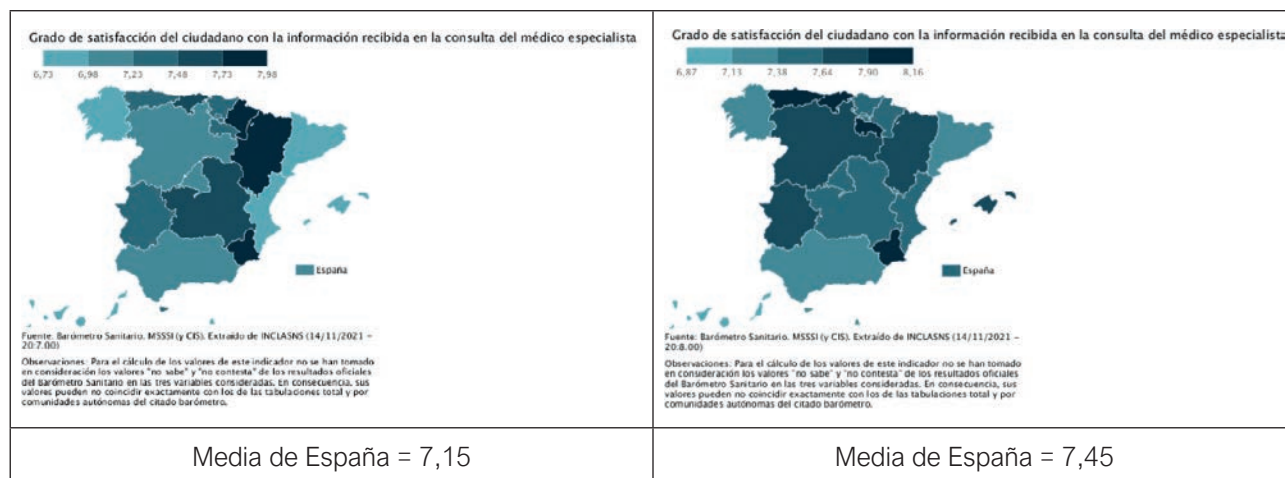 Grado de satisfacción del ciudadano con la información recibida en la consulta del médico especialista
6,73 6,98 7,23 7,48 7,73 7,98
España
Fuente: Barómetro Sanitario. MSSSI (y CIS). Extraído de INCLASNS (14/11/2021 –
20:7.00)
Observaciones: Para el cálculo de los valores de este indicador no se han tomado
en consideración los valores "no sabe" y "no contesta" de los resultados oficiales
del Barómetro Sanitario en las tres variables consideradas. En consecuencia, sus
valores pueden no coincidir exactamente con los de las tabulaciones total y por
comunidades autónomas del citado barómetro.
Media de España = 7,15
Grado de satisfacción del ciudadano con la información recibida en la consulta del médico especialista
6,87 7,13 7,38 7,64 7,90 8,16
España
Fuente: Barómetro Sanitario. MSSSI (y CIS). Extraído de INCLASNS (14/11/2021 –
20:8.00)
Observaciones: Para el cálculo de los valores de este indicador no se han tomado
en consideración los valores "no sabe" y "no contesta" de los resultados oficiales
del Barómetro Sanitario en las tres variables consideradas. En consecuencia, sus
valores pueden no coincidir exactamente con los de las tabulaciones total y por
comunidades autónomas del citado barómetro.
Media de España = 7,45